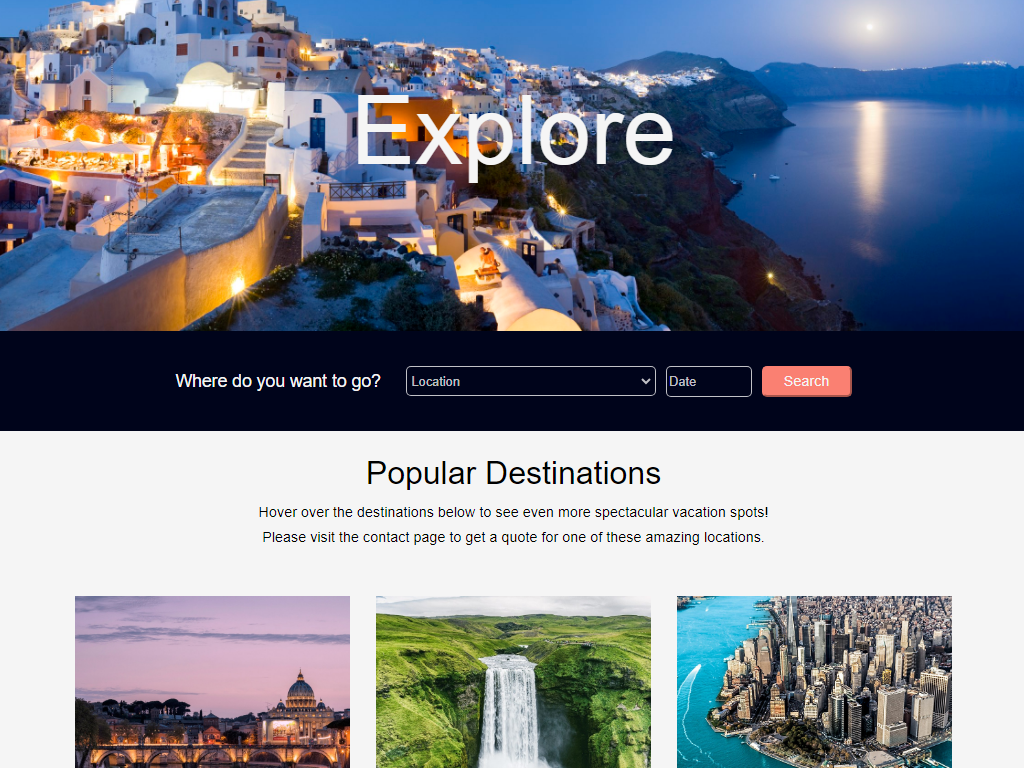 Explore
Where do you want to go?
Location
Date
Search
Popular Destinations
Hover over the destinations below to see even more spectacular vacation spots!
Please visit the contact page to get a quote for one of these amazing locations.